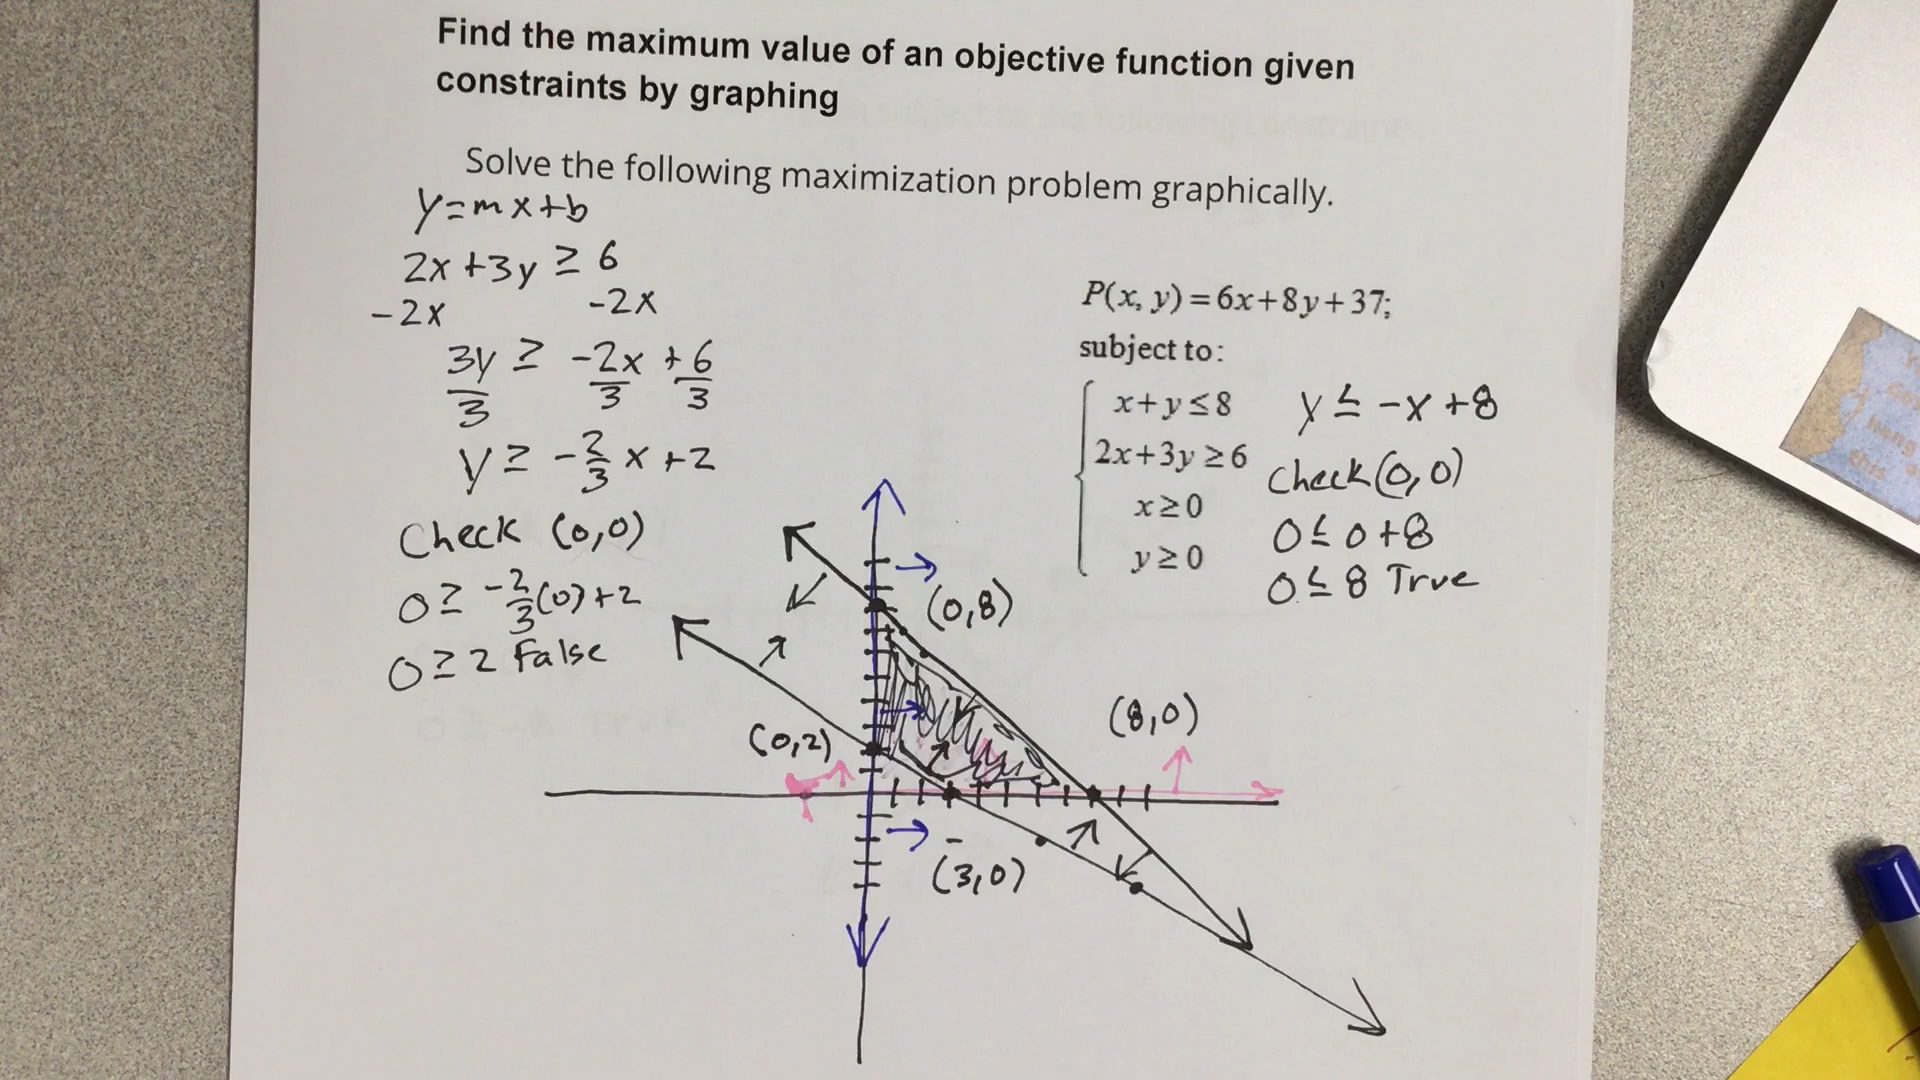 Find the maximum value of an objective function given
constraints by graphing
Solve the following maximization problem graphically.
y=mx+b
2x+3y ≥ 6
-2x -2x
3y/3 ≥ -2x/3 + 6/3
y ≥ -2/3 x +2
Check (0,0)
0 ≥ -2/3(0)+2
0 ≥ 2 False
P(x, y)=6x+8y+37;
subject to:
x+y≤8 y ≤ -x +8
2x+3y≥6 Check(0,0)
x≥0 0 ≤ 0+8
y≥0 0 ≤ 8 True
(0,8)
(8,0)
(0,2)
(3,0)